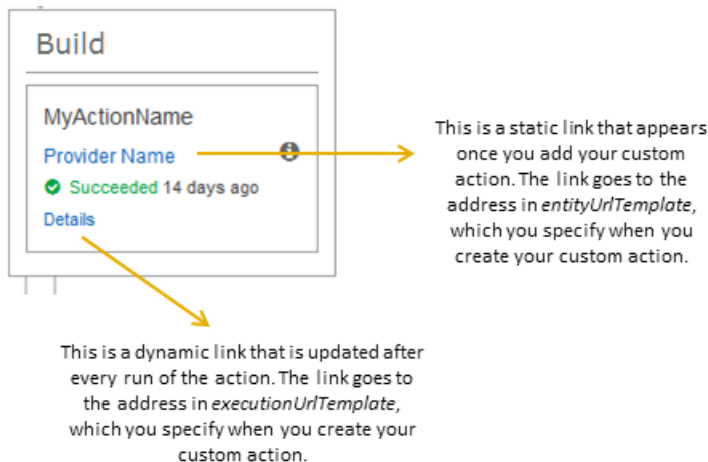 Build
MyActionName
Provider Name
Succeeded 14 days ago
Details
This is a static link that appears
once you add your custom
action. The link goes to the
address in entityUrlTemplate,
which you specify when you
create your custom action.
This is a dynamic link that is updated after
every run of the action. The link goes to
the address in executionUrlTemplate,
which you specify when you create your
custom action.